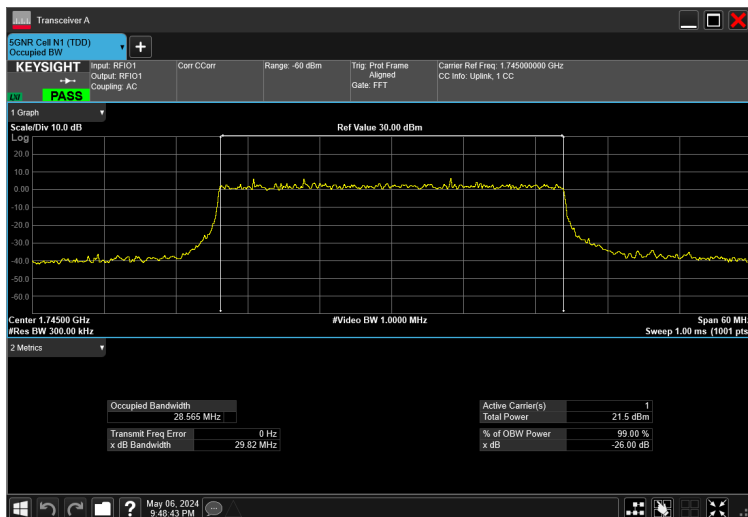 Transceiver A
5GNR Cell N1 (TDD)
Occupied BW
+
KEYSIGHT
LXI
PASS
Input: RFIO1
Output: RFIO1
Coupling: AC
Corr CCorr
Range: -60 dBm
Trig: Prot Frame
Aligned
Gate: FFT
Carrier Ref Freq: 1.745000000 GHz
CC Info: Uplink, 1 CC
1 Graph
Scale/Div 10.0 dB
Ref Value 30.00 dBm
Log
20.0
10.0
0.00
-10.0
-20.0
-30.0
-40.0
-50.0
-60.0
Center 1.74500 GHz
#Video BW 1.0000 MHz
Span 60 MH
#Res BW 300.00 kHz
Sweep 1.00 ms (1001 pts
2 Metrics
Occupied Bandwidth
28.565 MHz
Transmit Freq Error 0 Hz
x dB Bandwidth 29.82 MHz
Active Carrier(s) 1
Total Power 21.5 dBm
% of OBW Power 99.00 %
x dB -26.00 dB
?
May 06, 2024
9:48:43 PM